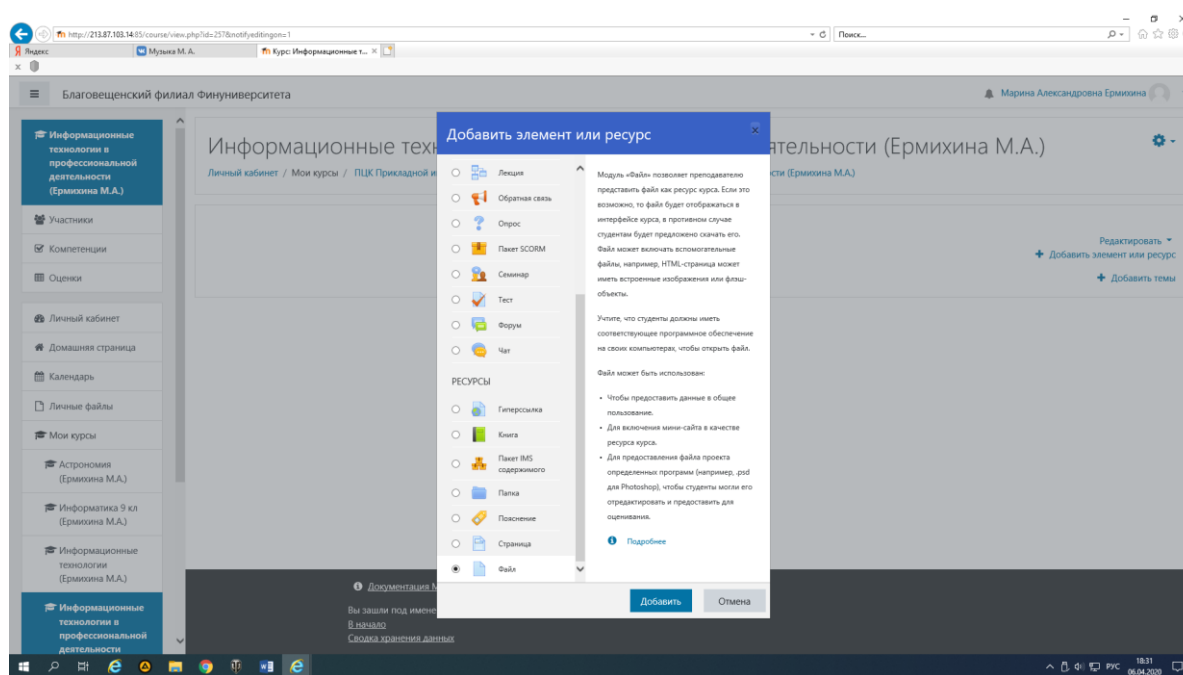 http://213.87.103.14:85/course/view.php?id=257&notifyeditingon=1
Поиск...
Яндекс
Музыка М. А.
Курс: Информационные т...
Благовещенский филиал Финуниверситета
Марина Александровна Ермихина
Информационные
технологии в
профессиональной
деятельности
(Ермихина М.А.)
Участники
Компетенции
Оценки
Личный кабинет
Домашняя страница
Календарь
Личные файлы
Мои курсы
Астрономия
(Ермихина М.А.)
Информатика 9 кл
(Ермихина М.А.)
Информационные
технологии
(Ермихина М.А.)
Информационные
технологии в
профессиональной
деятельности
Информационные тех
ятельности (Ермихина М.А.)
Личный кабинет / Мои курсы / ПЦК Прикладной и
сти (Ермихина М.А.)
Редактировать
Добавить элемент или ресурс
Добавить темы
Добавить элемент или ресурс
x
Лекция
Обратная связь
Опрос
Пакет SCORM
Семинар
Тест
Форум
Чат
РЕСУРСЫ
Гиперссылка
Книга
Пакет IMS
содержимого
Папка
Пояснение
Страница
Файл
Модуль «Файл» позволяет преподавателю
представить файл как ресурс курса. Если это
возможно, то файл будет отображаться в
интерфейсе курса, в противном случае
студентам будет предложено скачать его.
Файл может включать вспомогательные
файлы, например, HTML-страница может
иметь встроенные изображения или флэш-
объекты.
Учтите, что студенты должны иметь
соответствующее программное обеспечение
на своих компьютерах, чтобы открыть файл.
Файл может быть использован:
• Чтобы предоставить данные в общее
пользование.
• Для включения мини-сайта в качестве
ресурса курса.
• Для предоставления файла проекта
определенных программ (например, .psd
для Photoshop), чтобы студенты могли его
отредактировать и предоставить для
оценивания.
Подробнее
Добавить
Отмена
Документация M
Вы зашли под имене
В начало
Сводка хранения данных
РУС
18:31
06.04.2020